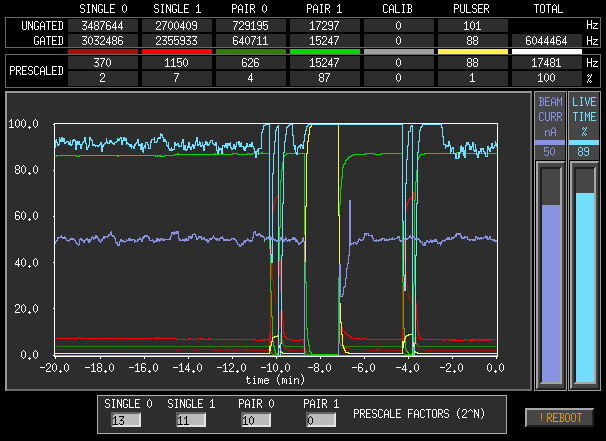 SINGLE 0 SINGLE 1 PAIR 0 PAIR 1 CALIB PULSER TOTAL
UNGATED 3487644 2700409 729195 17297 0 101 Hz
GATED 3032486 2355933 640711 15247 0 88 6044464 Hz
PRESCALED 370 1150 626 15247 0 88 17481 Hz
2 7 4 87 0 1 100 %
BEAM CURR nA
50
LIVE TIME %
89
100.0
80.0
60.0
40.0
20.0
0.0
-20.0 -18.0 -16.0 -14.0 -12.0 -10.0 -8.0 -6.0 -4.0 -2.0 0.0
time (min)
SINGLE 0 SINGLE 1 PAIR 0 PAIR 1
13 11 10 0 PRESCALE FACTORS (2^N)
!REBOOT